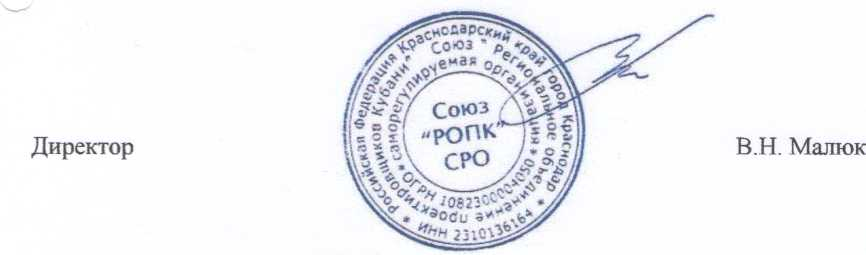 Директор
Российская Федерация Краснодарский край город Краснодар
* ИНН 2310136164 *
Союз "Региональное объединение проектировщиков Кубани"
саморегулируемая организация
* ОГРН 1082300004050 *
Союз
"РОПК"
СРО
В.Н. Малюк